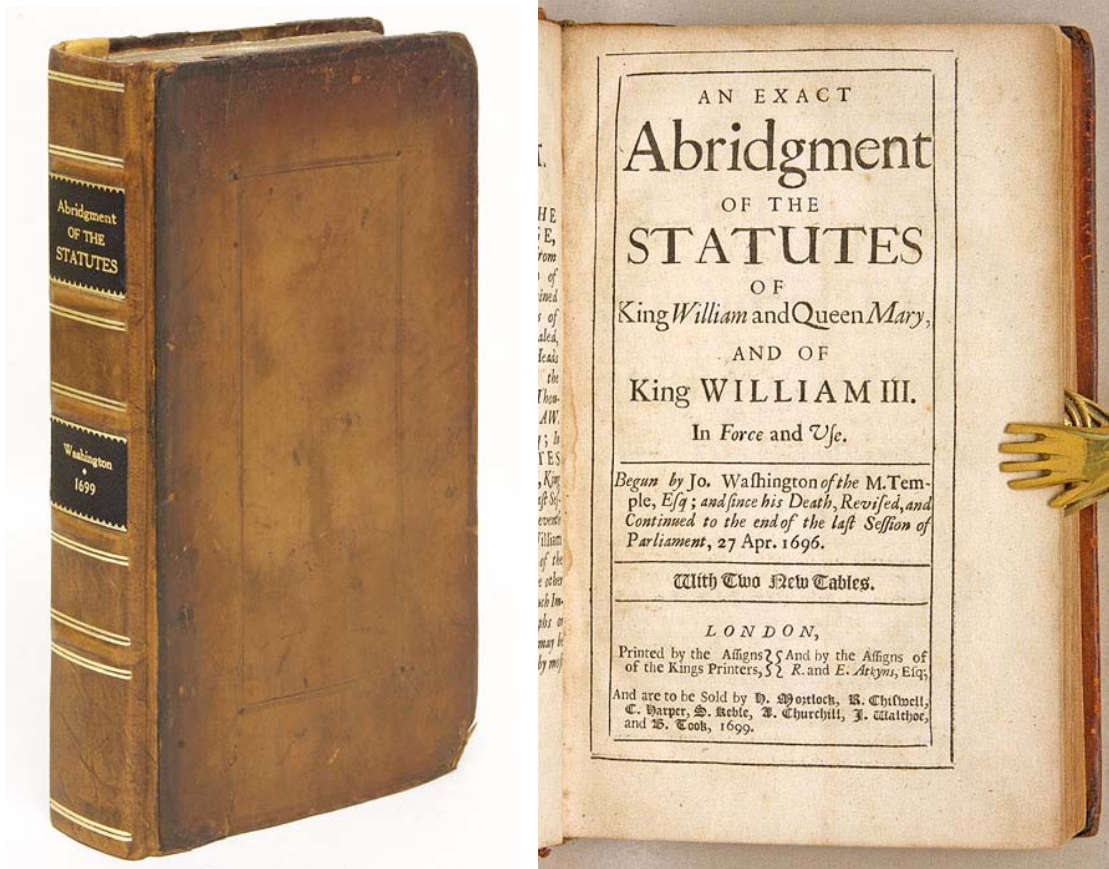 Abridgment
OF THE
STATUTES
Washington
1699
AN EXACT
Abridgment
OF THE
STATUTES
OF
King William and Queen Mary,
AND OF
King WILLIAM III.
In Force and Uſe.
Begun by Jo. Waſhington of the M. Tem-
ple, Eſq; and ſince his Death, Reviſed, and
Continued to the end of the laſt Seſſion of
Parliament, 27 Apr. 1696.
With Two New Tables.
LONDON,
Printed by the Aſſigns And by the Aſſigns of
of the Kings Printers, R. and E. Atkyns, Eſq;
And are to be Sold by H. Mortlock, R. Chiſwell,
C. Harper, S. Keble, A. Churchill, J. Walthoe,
and B. Took, 1699.